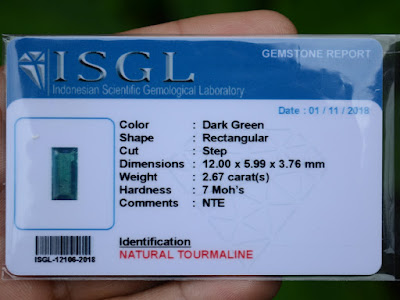 GEMSTONE REPORT
ISGL
Indonesian Scientific Gemological Laboratory
Date : 01 / 11 / 2018
Color : Dark Green
Shape : Rectangular
Cut : Step
Dimensions : 12.00 x 5.99 x 3.76 mm
Weight : 2.67 carat(s)
Hardness : 7 Moh's
Comments : NTE
ISGL-12106-2018
Identification
NATURAL TOURMALINE